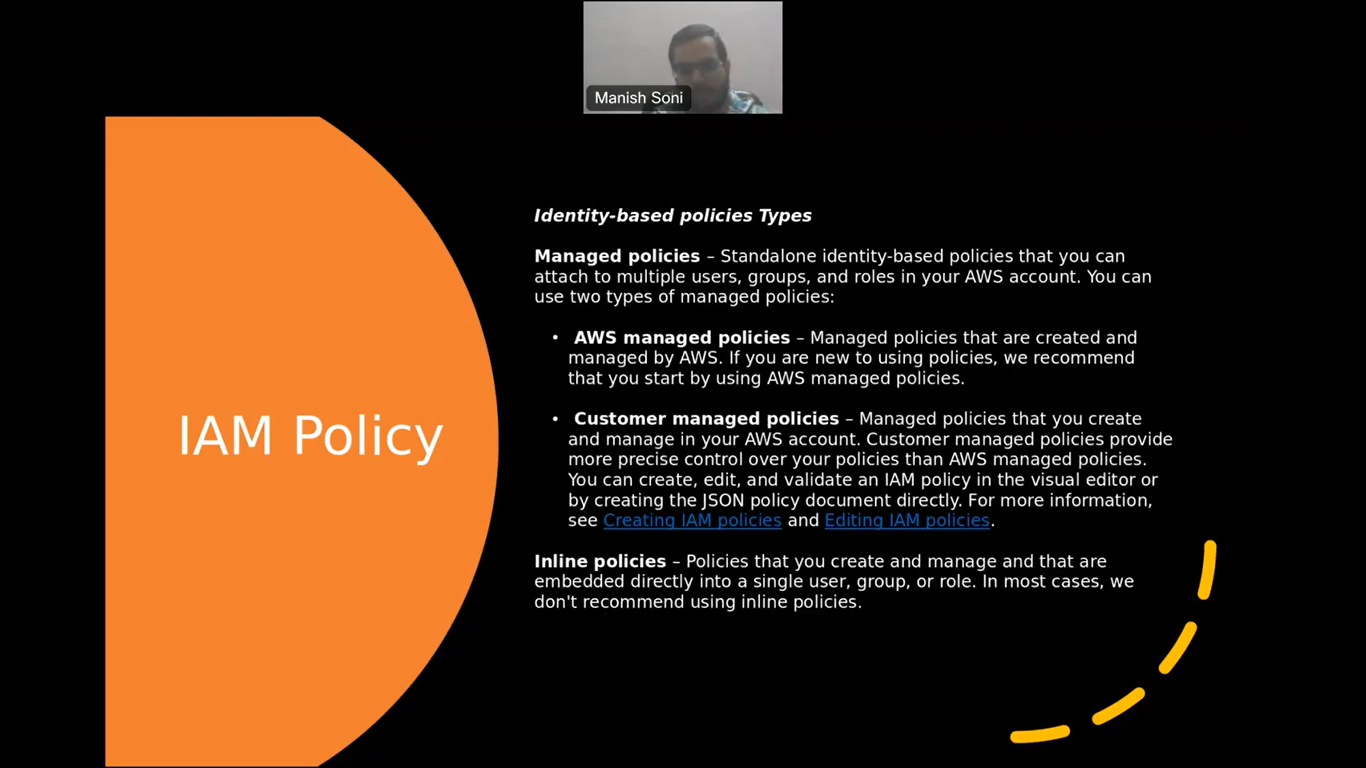 Manish Soni
IAM Policy
Identity-based policies Types
Managed policies – Standalone identity-based policies that you can
attach to multiple users, groups, and roles in your AWS account. You can
use two types of managed policies:
• AWS managed policies – Managed policies that are created and
managed by AWS. If you are new to using policies, we recommend
that you start by using AWS managed policies.
• Customer managed policies – Managed policies that you create
and manage in your AWS account. Customer managed policies provide
more precise control over your policies than AWS managed policies.
You can create, edit, and validate an IAM policy in the visual editor or
by creating the JSON policy document directly. For more information,
see Creating IAM policies and Editing IAM policies.
Inline policies – Policies that you create and manage and that are
embedded directly into a single user, group, or role. In most cases, we
don't recommend using inline policies.